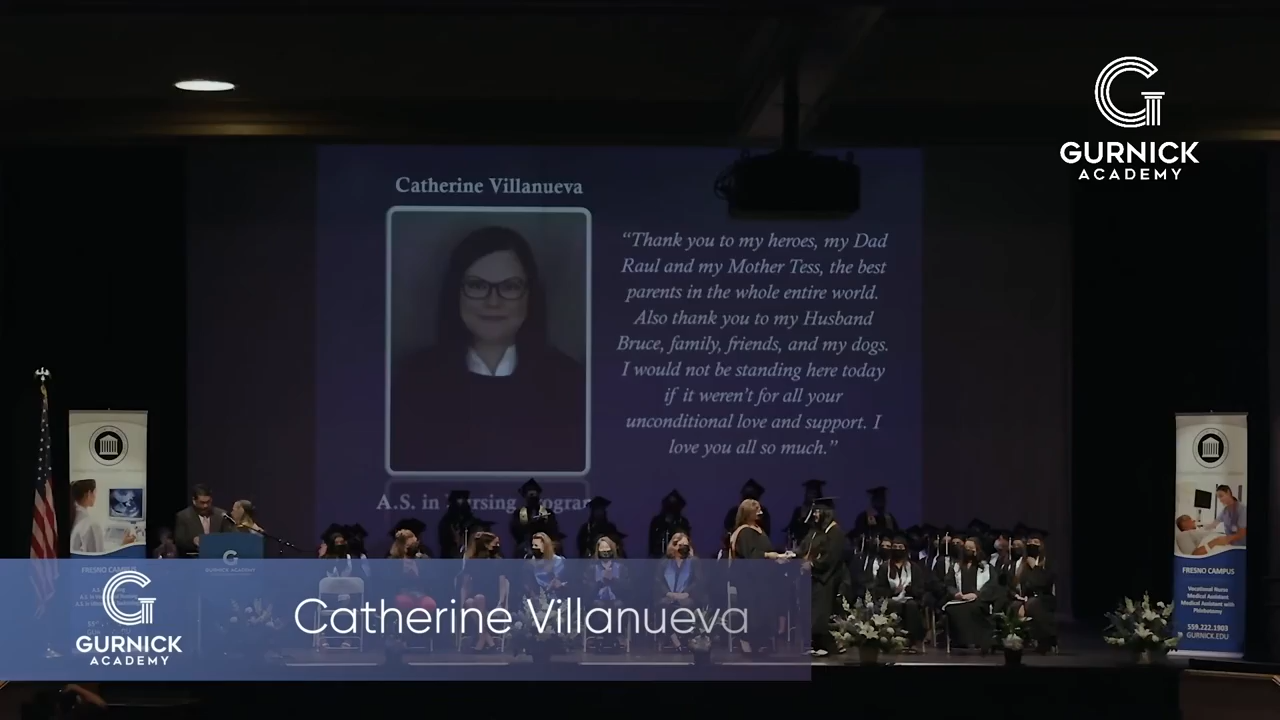 GURNICK
ACADEMY
Catherine Villanueva
“Thank you to my heroes, my Dad
Raul and my Mother Tess, the best
parents in the whole entire world.
Also thank you to my Husband
Bruce, family, friends, and my dogs.
I would not be standing here today
if it weren’t for all your
unconditional love and support. I
love you all so much.”
A.S. in Nursing Program
FRESNO CAMPUS
Vocational Nurse
Medical Assistant
Medical Assistant with
Phlebotomy
559.222.1903
GURNICK.EDU
FRESNO CAMPUS
GURNICK ACADEMY
GURNICK
ACADEMY
Catherine Villanueva